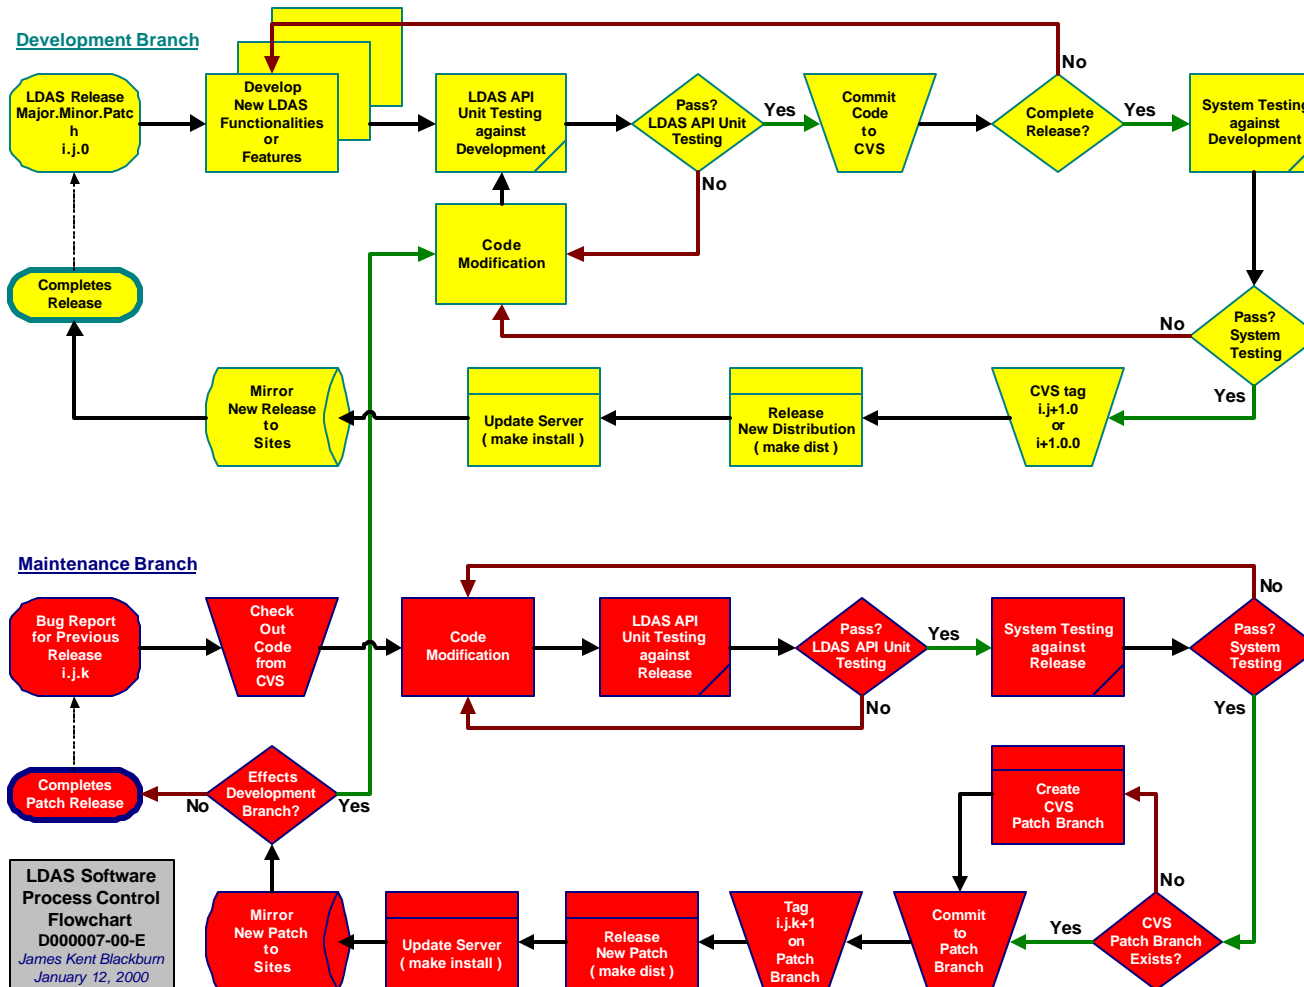 Development Branch
LDAS Release
Major.Minor.Patc
h
i.j.0
Develop
New LDAS
Functionalities
or
Features
LDAS API
Unit Testing
against
Development
Pass?
LDAS API Unit
Testing
Yes
No
Commit
Code
to
CVS
Complete
Release?
No
Yes
System Testing
against
Development
Code
Modification
Completes
Release
Pass?
System
Testing
No
Yes
Mirror
New Release
to
Sites
Update Server
( make install )
Release
New Distribution
( make dist )
CVS tag
i.j+1.0
or
i+1.0.0
Maintenance Branch
Bug Report
for Previous
Release
i.j.k
Check
Out
Code
from
CVS
Code
Modification
LDAS API
Unit Testing
against
Release
Pass?
LDAS API Unit
Testing
Yes
No
System Testing
against
Release
Pass?
System
Testing
No
Yes
Completes
Patch Release
No
Effects
Development
Branch?
Yes
Create
CVS
Patch Branch
No
LDAS Software
Process Control
Flowchart
D000007-00-E
James Kent Blackburn
January 12, 2000
Mirror
New Patch
to
Sites
Update Server
( make install )
Release
New Patch
( make dist )
Tag
i.j.k+1
on
Patch
Branch
Commit
to
Patch
Branch
Yes
CVS
Patch Branch
Exists?